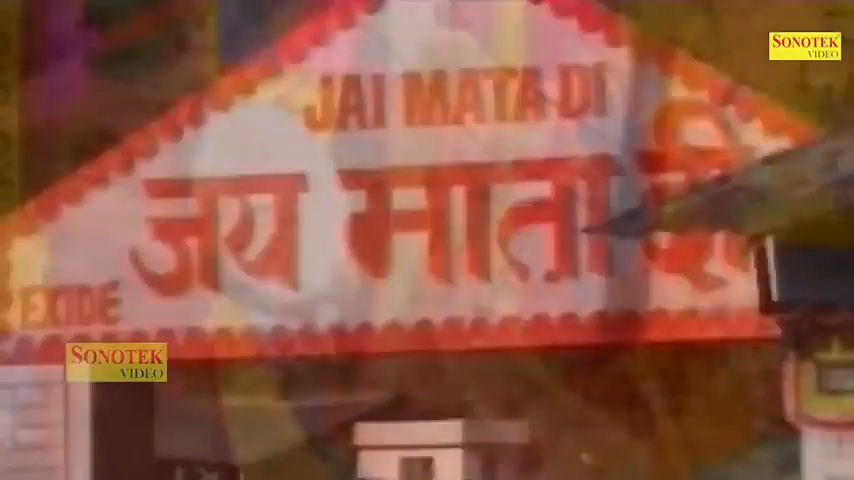 SONOTEK
VIDEO
JAI MATA DI
जय माता दी
EXIDE
SONOTEK
VIDEO